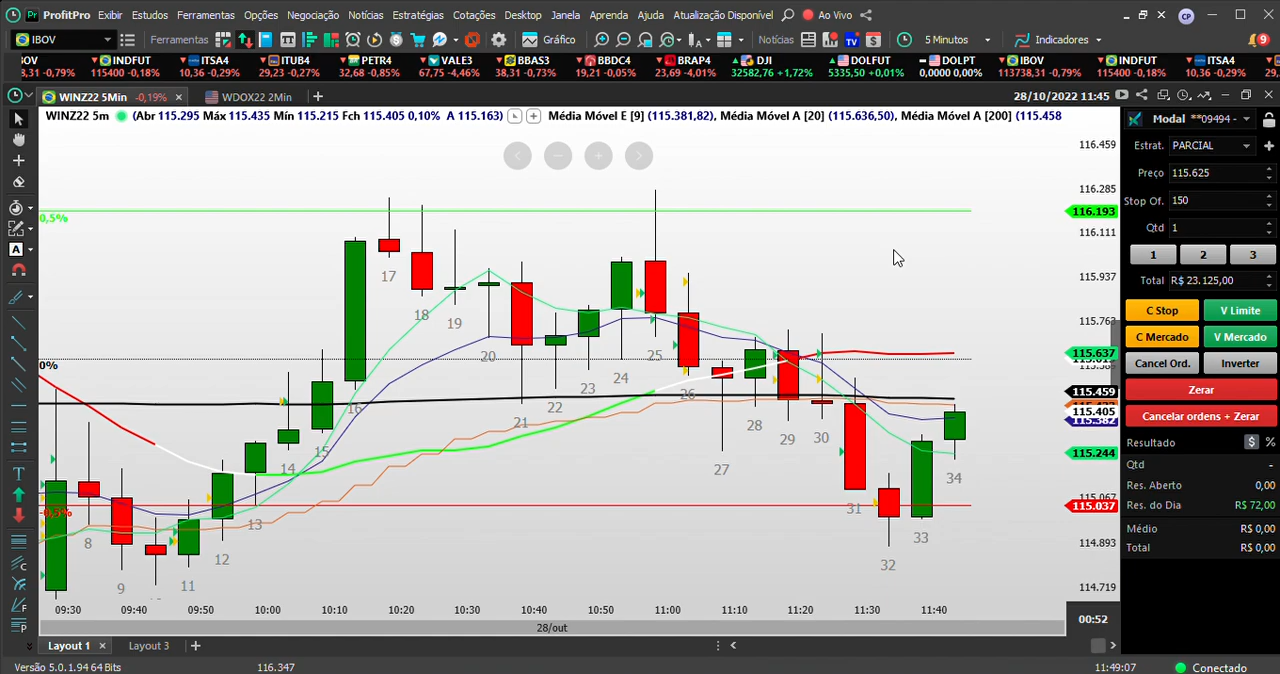 Pr ProfitPro Exibir Estudos Ferramentas Opções Negociação Notícias Estratégias Cotações Desktop Janela Aprenda Ajuda Atualização Disponível Ao Vivo CP
IBOV Ferramentas Gráfico Notícias TV 5 Minutos Indicadores 9
BOV INDFUT ITSA4 ITUB4 PETR4 VALE3 BBAS3 BBDC4 BRAP4 DJI DOLFUT DOLPT IBOV INDFUT ITSA4
8,31 -0,79% 115400 -0,18% 10,36 -0,29% 29,23 -0,27% 32,68 -0,85% 67,75 -4,46% 38,31 -0,73% 19,21 -0,05% 23,69 -4,01% 32582,76 +1,72% 5335,50 +0,01% 0,0000 0,00% 113738,31 -0,79% 115400 -0,18% 10,36 -0,29%
WINZ22 5Min -0,19% × WDOX22 2Min + 28/10/2022 11:45
WINZ22 5m (Abr 115.295 Máx 115.435 Mín 115.215 Fch 115.405 0,10% A 115.163) Média Móvel E [9] (115.381,82) Média Móvel A [20] (115.636,50), Média Móvel A [200] (115.458
116.459
116.285
0,5%
116.193
116.111
17
115.937
18
19
115.763
20
25
24
0%
115.637
26
23
27
115.459
16
22
115.405
115.382
21
28
29
30
15
14
115.244
34
13
31
115.067
-0,5%
115.037
33
8
12
32
114.893
9
11
114.719
09:30 09:40 09:50 10:00 10:10 10:20 10:30 10:40 10:50 11:00 11:10 11:20 11:30 11:40
00:52
28/out
Modal **09494 -
Estrat. PARCIAL
Preço 115.625
Stop Of. 150
Qtd 1
1 2 3
Total R$ 23.125,00
C Stop V Limite
C Mercado V Mercado
Cancel Ord. Inverter
Zerar
Cancelar ordens + Zerar
Resultado $ %
Qtd -
Res. Aberto 0,00
Res. do Dia R$ 72,00
Médio R$ 0,00
Total R$ 0,00
Layout 1 × Layout 3 +
Versão 5.0.1.94 64 Bits 116.347 11:49:07 Conectado